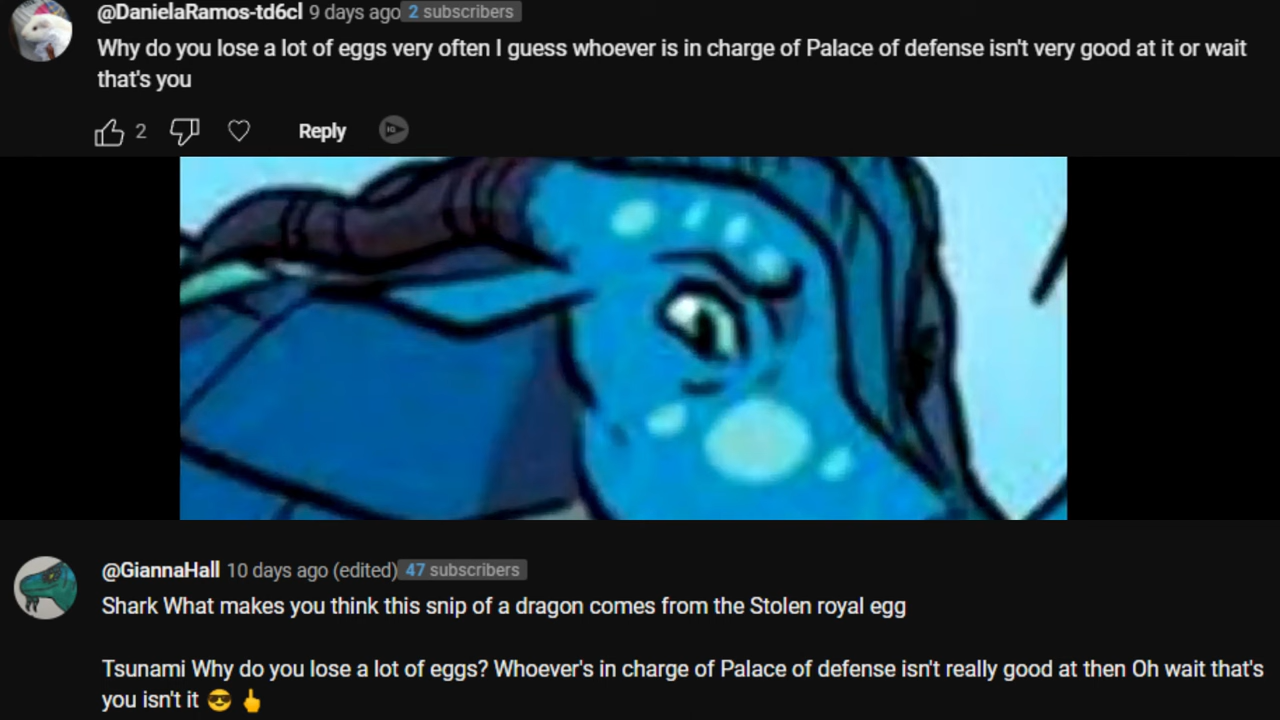 @DanielaRamos-td6cl 9 days ago 2 subscribers
Why do you lose a lot of eggs very often I guess whoever is in charge of Palace of defense isn't very good at it or wait
that's you
2 Reply IQ
@GiannaHall 10 days ago (edited) 47 subscribers
Shark What makes you think this snip of a dragon comes from the Stolen royal egg
Tsunami Why do you lose a lot of eggs? Whoever's in charge of Palace of defense isn't really good at then Oh wait that's
you isn't it 😎 🖕